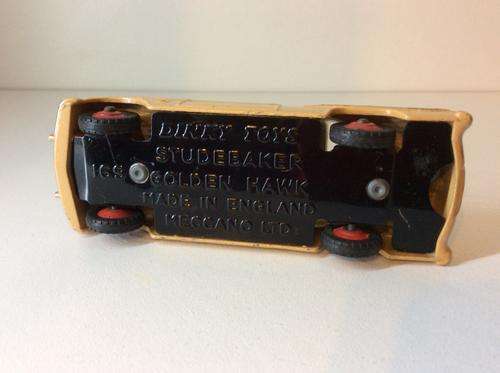 DINKY TOYS
STUDEBAKER
169
GOLDEN HAWK
MADE IN ENGLAND
MECCANO LTD.